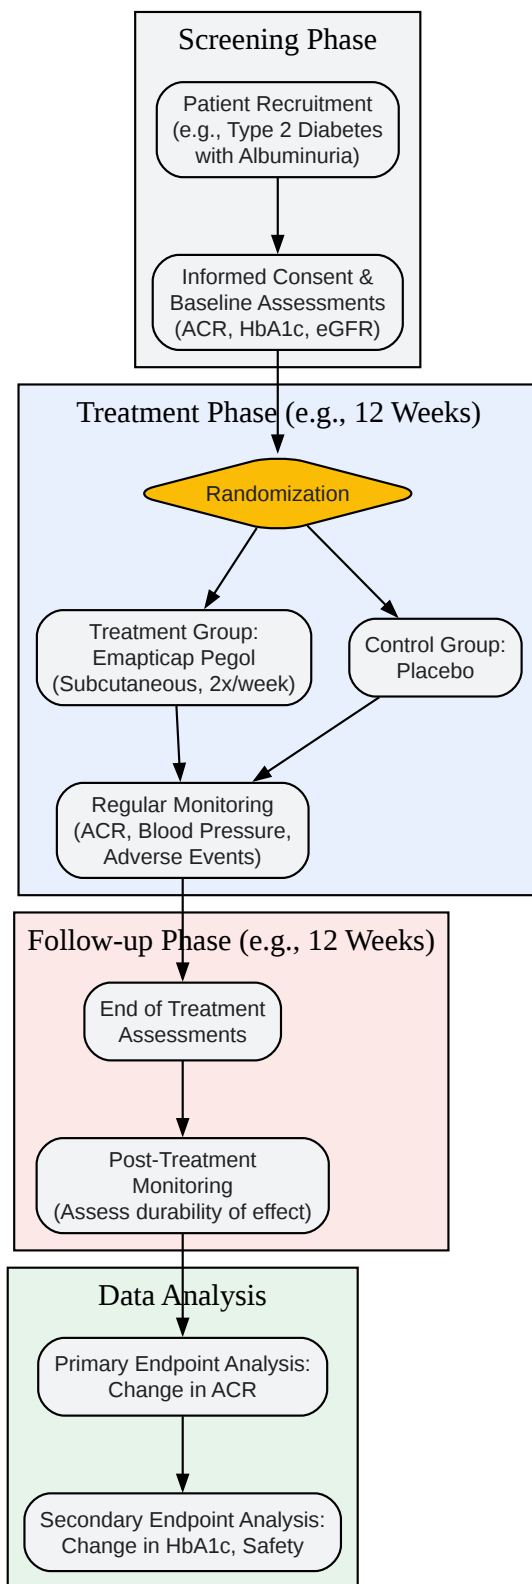 Screening Phase
Patient Recruitment
(e.g., Type 2 Diabetes
with Albuminuria)
Informed Consent &
Baseline Assessments
(ACR, HbA1c, eGFR)
Treatment Phase (e.g., 12 Weeks)
Randomization
Treatment Group:
Emapticap Pegol
(Subcutaneous, 2x/week)
Control Group:
Placebo
Regular Monitoring
(ACR, Blood Pressure,
Adverse Events)
Follow-up Phase (e.g., 12 Weeks)
End of Treatment
Assessments
Post-Treatment
Monitoring
(Assess durability of effect)
Data Analysis
Primary Endpoint Analysis:
Change in ACR
Secondary Endpoint Analysis:
Change in HbA1c, Safety